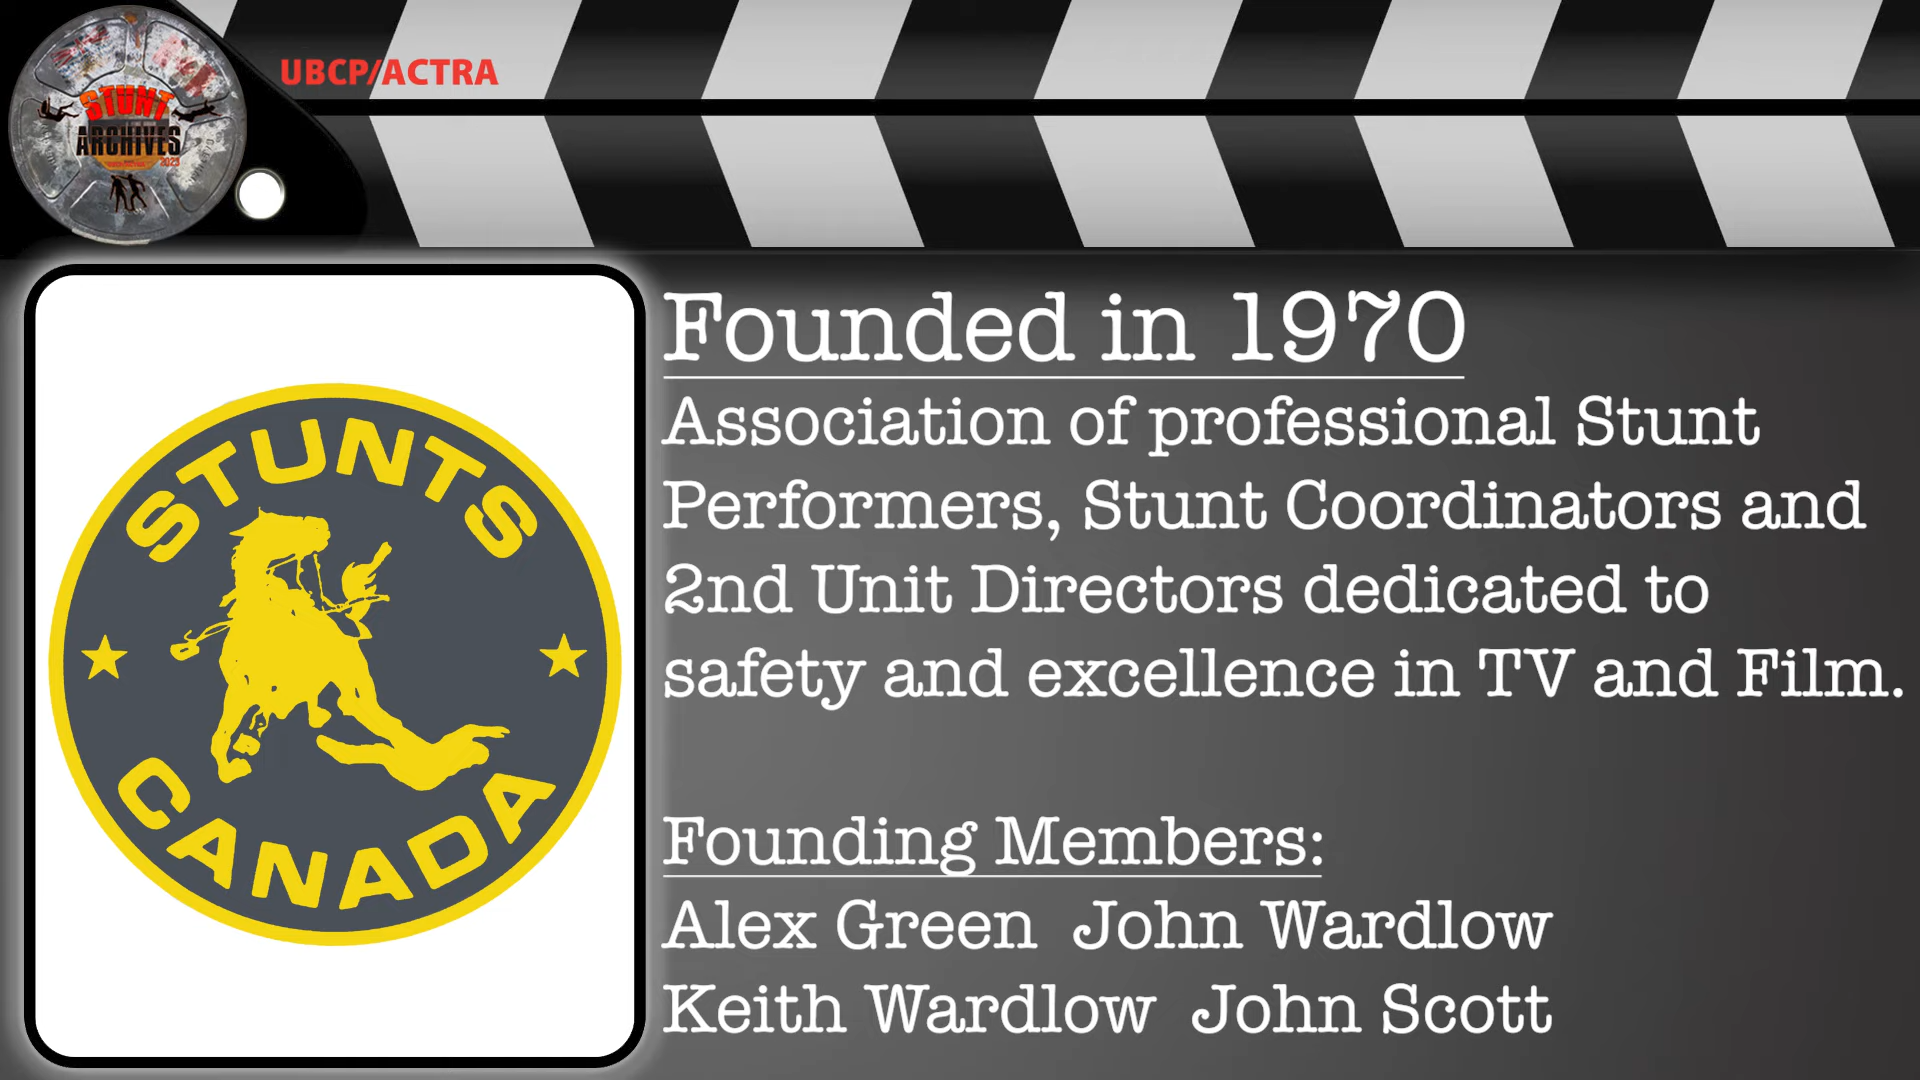 UBCP/ACTRA
STUNT
ARCHIVES
2023
Founded in 1970
Association of professional Stunt
Performers, Stunt Coordinators and
2nd Unit Directors dedicated to
safety and excellence in TV and Film.
STUNTS
CANADA
Founding Members:
Alex Green John Wardlow
Keith Wardlow John Scott